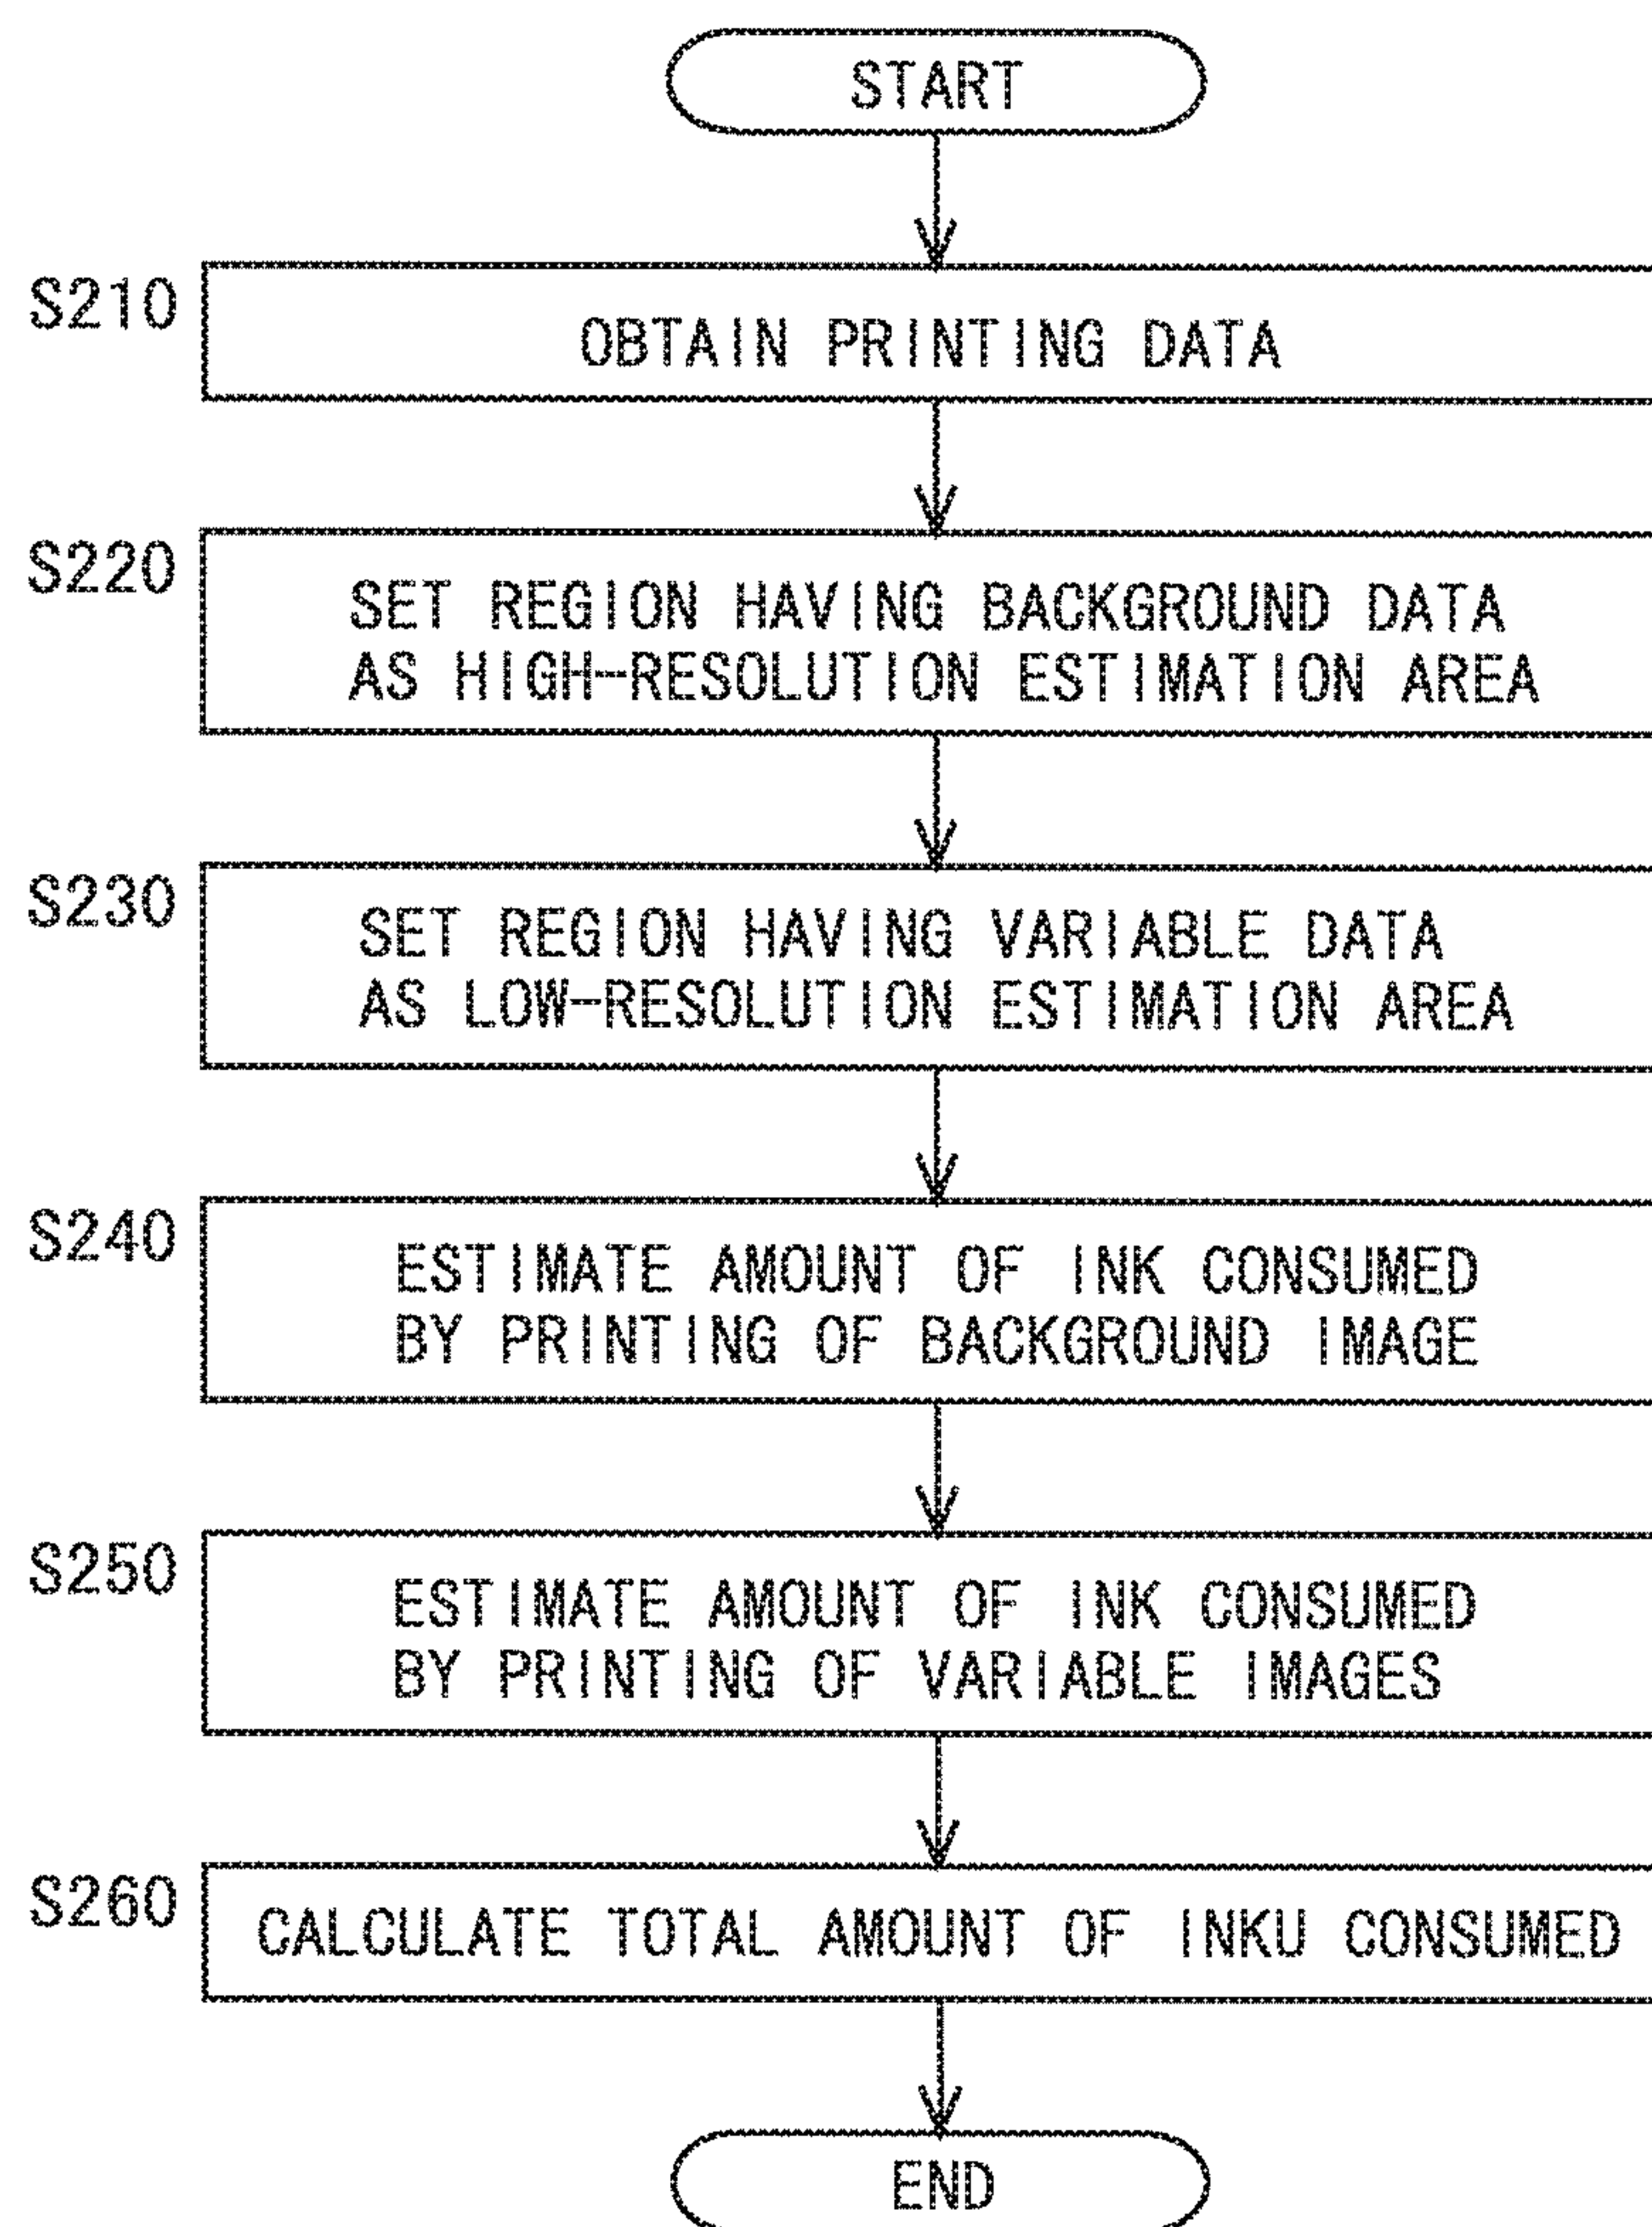 START
S210
OBTAIN PRINTING DATA
S220
SET REGION HAVING BACKGROUND DATA
AS HIGH-RESOLUTION ESTIMATION AREA
S230
SET REGION HAVING VARIABLE DATA
AS LOW-RESOLUTION ESTIMATION AREA
S240
ESTIMATE AMOUNT OF INK CONSUMED
BY PRINTING OF BACKGROUND IMAGE
S250
ESTIMATE AMOUNT OF INK CONSUMED
BY PRINTING OF VARIABLE IMAGES
S260
CALCULATE TOTAL AMOUNT OF INKU CONSUMED
END